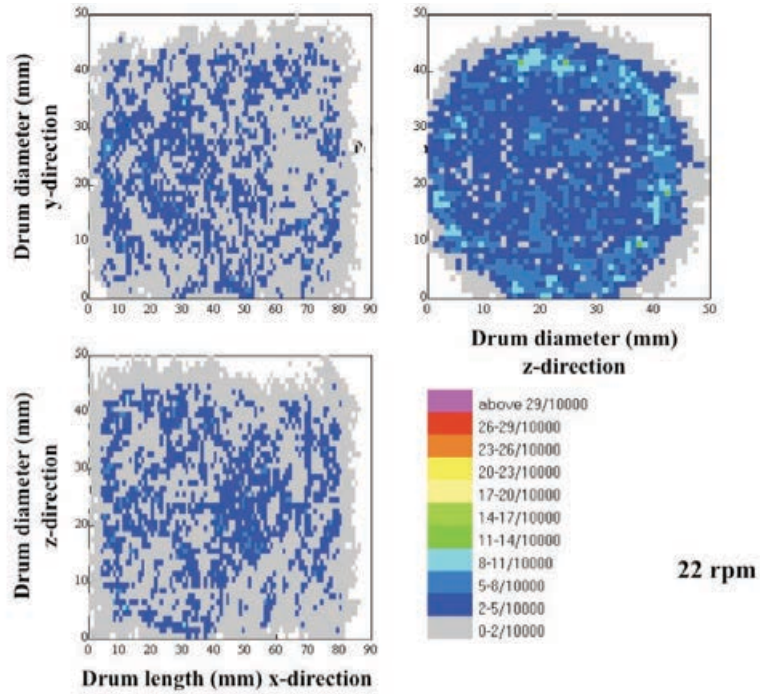 Drum diameter (mm)
y-direction
50
40
30
20
10
0
0 10 20 30 40 50 60 70 80 90
50
40
30
20
10
0
10 20 30 40 50
Drum diameter (mm)
z-direction
Drum diameter (mm)
z-direction
50
40
30
20
10
0
0 10 20 30 40 50 60 70 80 90
Drum length (mm) x-direction
above 29/10000
26-29/10000
23-26/10000
20-23/10000
17-20/10000
14-17/10000
11-14/10000
8-11/10000
5-8/10000
2-5/10000
0-2/10000
22 rpm